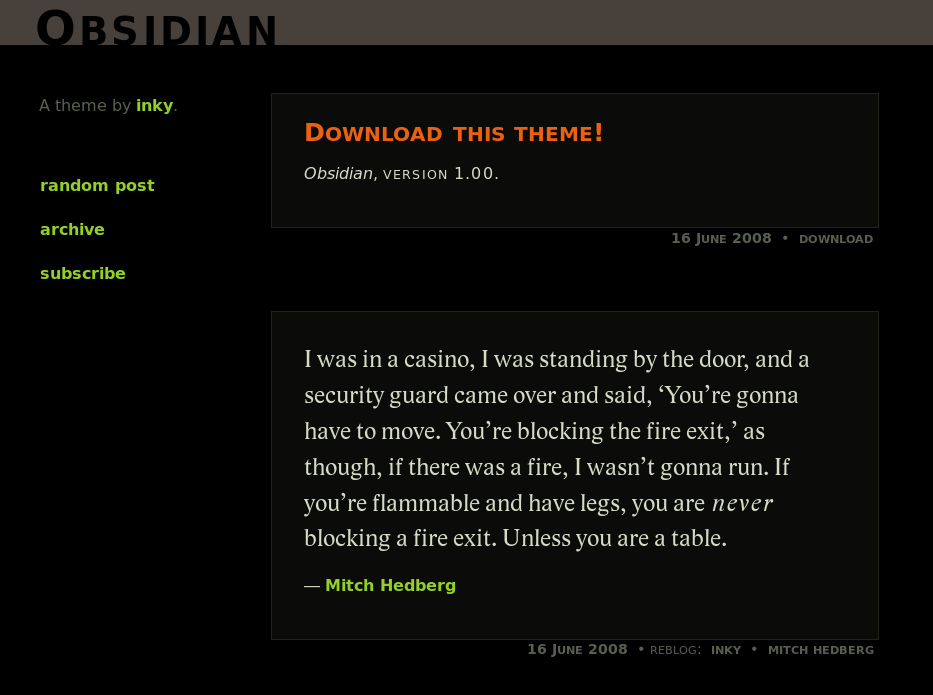 Obsidian
A theme by inky.
random post
archive
subscribe
Download this theme!
Obsidian, version 1.00.
16 June 2008 • download
I was in a casino, I was standing by the door, and a
security guard came over and said, ‘You’re gonna
have to move. You’re blocking the fire exit,’ as
though, if there was a fire, I wasn’t gonna run. If
you’re flammable and have legs, you are never
blocking a fire exit. Unless you are a table.
— Mitch Hedberg
16 June 2008 • reblog: inky • mitch hedberg